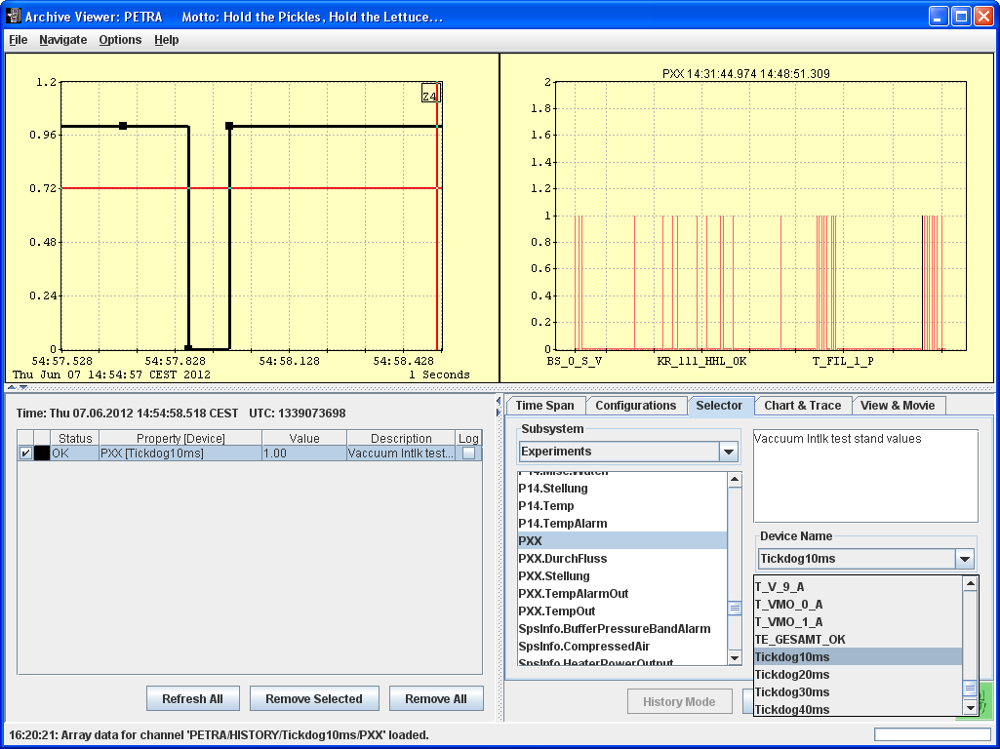 Archive Viewer: PETRA Motto: Hold the Pickles, Hold the Lettuce...
File Navigate Options Help
1.2
0.96
0.72
0.48
0.24
0
Z4
54:57.528 54:57.828 54:58.128 54:58.428
Thu Jun 07 14:54:57 CEST 2012 1 Seconds
PXX 14:31:44.974 14:48:51.309
2
1.8
1.6
1.4
1.2
1
0.8
0.6
0.4
0.2
0
BS_0_S_V KR_111_HHL_OK T_FIL_1_P
Time: Thu 07.06.2012 14:54:58.518 CEST UTC: 1339073698
Status Property [Device] Value Description Log
OK PXX [Tickdog10ms] 1.00 Vaccuum Intlk test...
Refresh All Remove Selected Remove All
Time Span Configurations Selector Chart & Trace View & Movie
Subsystem
Experiments
P14.Misc.Watch
P14.Stellung
P14.Temp
P14.TempAlarm
PXX
PXX.DurchFluss
PXX.Stellung
PXX.TempAlarmOut
PXX.TempOut
SpsInfo.BufferPressureBandAlarm
SpsInfo.CompressedAir
SpsInfo.HeaterPowerOutput
Vaccuum Intlk test stand values
Device Name
Tickdog10ms
T_V_9_A
T_VMO_0_A
T_VMO_1_A
TE_GESAMT_OK
Tickdog10ms
Tickdog20ms
Tickdog30ms
Tickdog40ms
History Mode
16:20:21: Array data for channel 'PETRA/HISTORY/Tickdog10ms/PXX' loaded.